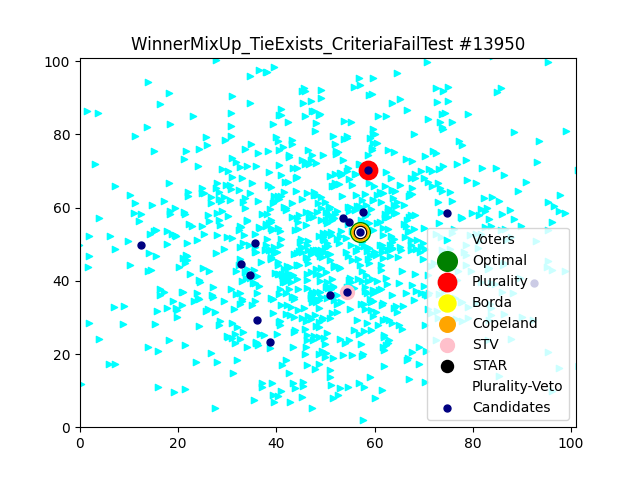 WinnerMixUp_TieExists_CriteriaFailTest #13950
100
80
60
40
20
0
0
20
40
60
80
100
Voters
Optimal
Plurality
Borda
Copeland
STV
STAR
Plurality-Veto
Candidates